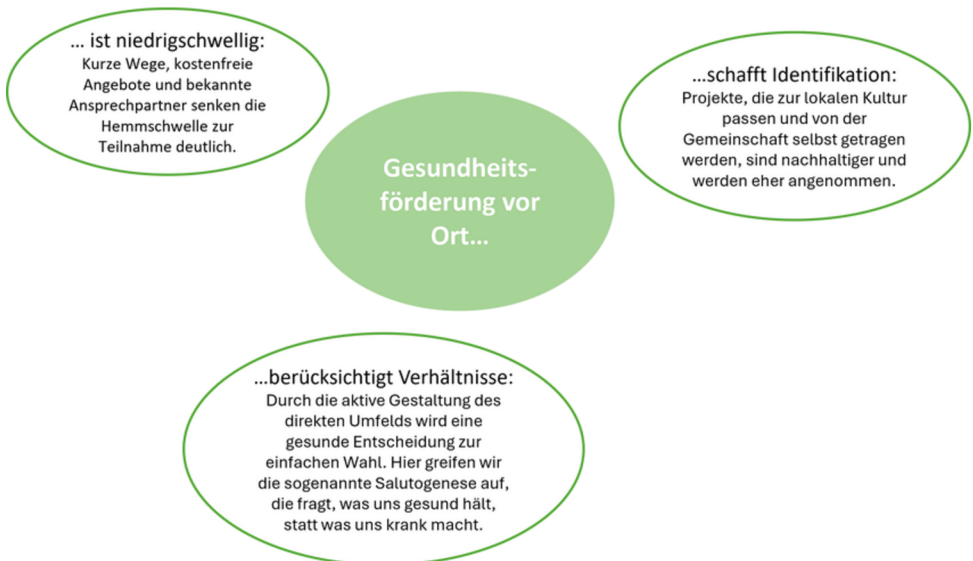 ... ist niedrigschwellig:
Kurze Wege, kostenfreie
Angebote und bekannte
Ansprechpartner senken die
Hemmschwelle zur
Teilnahme deutlich.
...schafft Identifikation:
Projekte, die zur lokalen Kultur
passen und von der
Gemeinschaft selbst getragen
werden, sind nachhaltiger und
werden eher angenommen.
Gesundheits-
förderung vor
Ort...
...berücksichtigt Verhältnisse:
Durch die aktive Gestaltung des
direkten Umfelds wird eine
gesunde Entscheidung zur
einfachen Wahl. Hier greifen wir
die sogenannte Salutogenese auf,
die fragt, was uns gesund hält,
statt was uns krank macht.